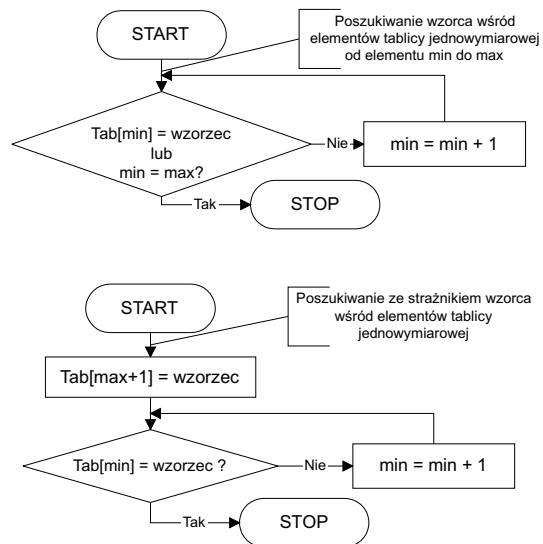 START
Poszukiwanie wzorca wśród
elementów tablicy jednowymiarowej
od elementu min do max
Tab[min] = wzorzec
lub
min = max?
Nie
min = min + 1
Tak
STOP
START
Poszukiwanie ze strażnikiem wzorca
wśród elementów tablicy
jednowymiarowej
Tab[max+1] = wzorzec
Tab[min] = wzorzec ?
Nie
min = min + 1
Tak
STOP